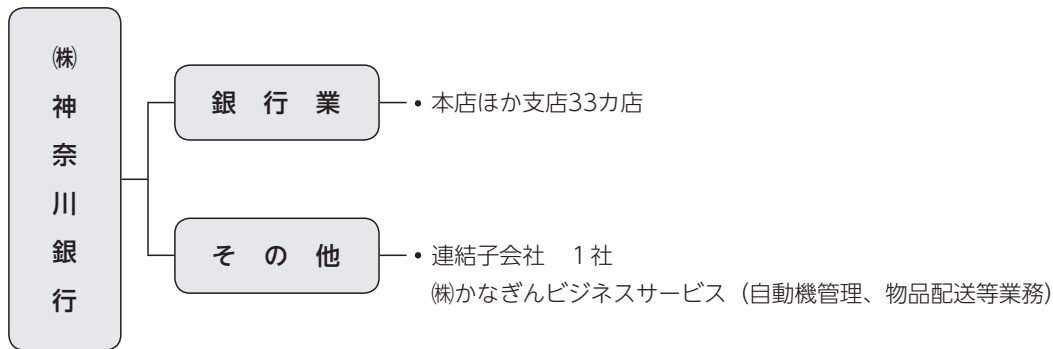 ㈱神奈川銀行
銀行業
• 本店ほか支店33カ店
その他
• 連結子会社　1社
㈱かなぎんビジネスサービス（自動機管理、物品配送等業務）